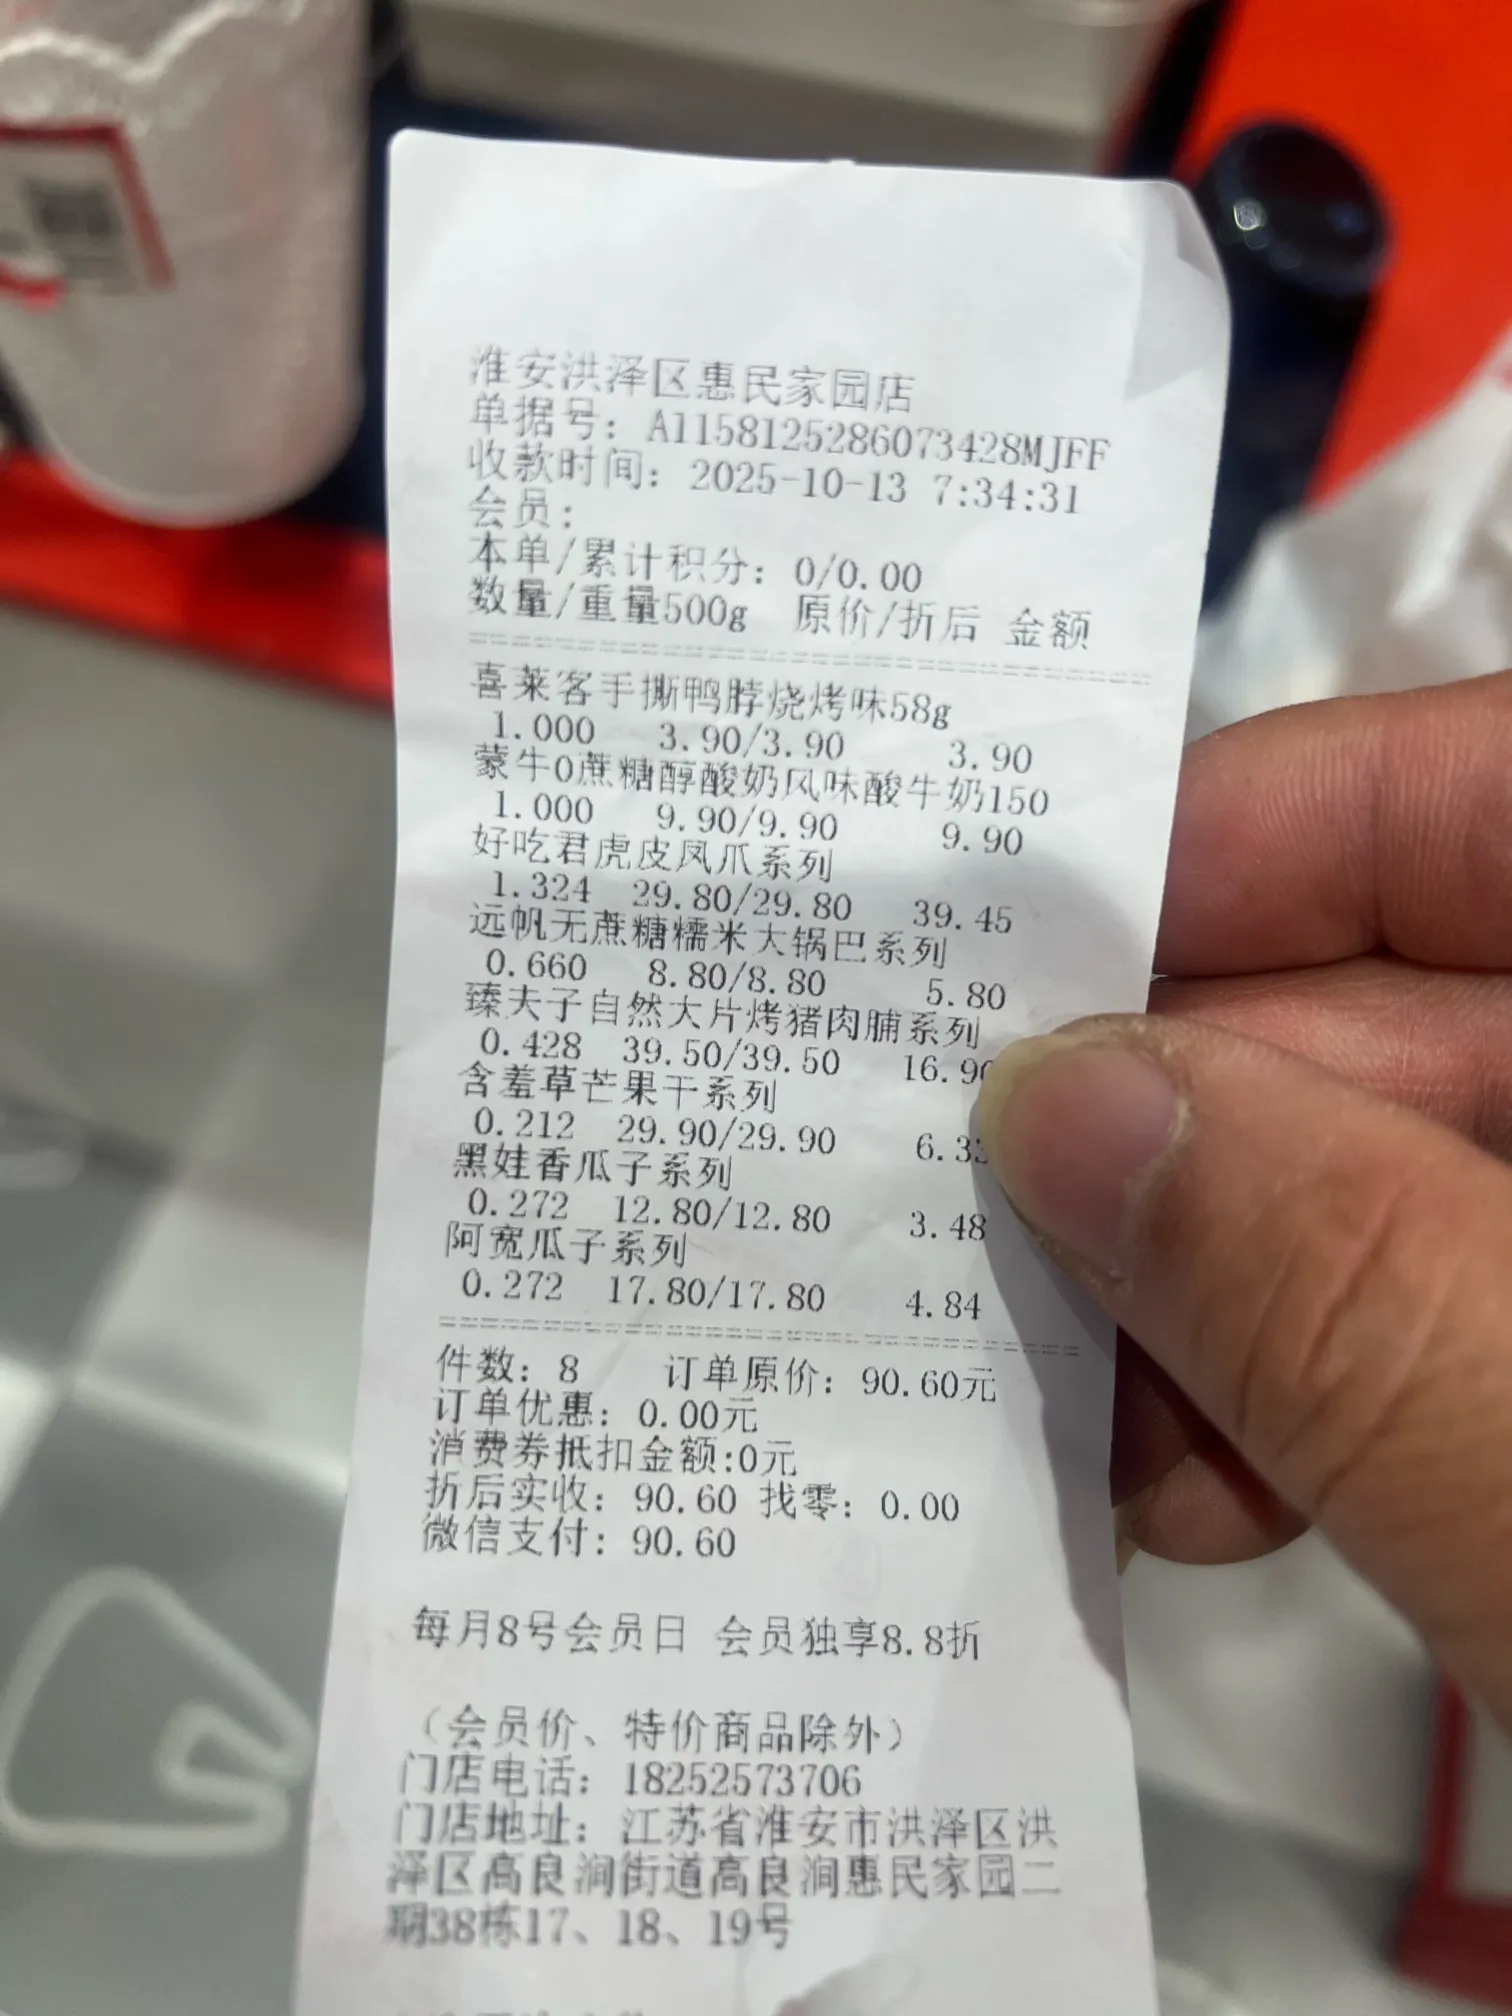 淮安洪泽区惠民家园店
单据号: A1158125286073428MJFF
收款时间: 2025-10-13 7:34:31
会员:
本单/累计积分: 0/0.00
数量/重量500g 原价/折后 金额
喜莱客手撕鸭脖烧烤味58g
1.000 3.90/3.90 3.90
蒙牛0蔗糖醇酸奶风味酸牛奶150
1.000 9.90/9.90 9.90
好吃君虎皮凤爪系列
1.324 29.80/29.80 39.45
远帆无蔗糖糯米大锅巴系列
0.660 8.80/8.80 5.80
臻夫子自然大片烤猪肉脯系列
0.428 39.50/39.50 16.90
含羞草芒果干系列
0.212 29.90/29.90 6.33
黑娃香瓜子系列
0.272 12.80/12.80 3.48
阿宽瓜子系列
0.272 17.80/17.80 4.84
件数: 8 订单原价: 90.60元
订单优惠: 0.00元
消费券抵扣金额:0元
折后实收: 90.60 找零: 0.00
微信支付: 90.60
每月8号会员日 会员独享8.8折
(会员价、特价商品除外)
门店电话: 18252573706
门店地址: 江苏省淮安市洪泽区洪
泽区高良涧街道高良涧惠民家园二
期38栋17、18、19号